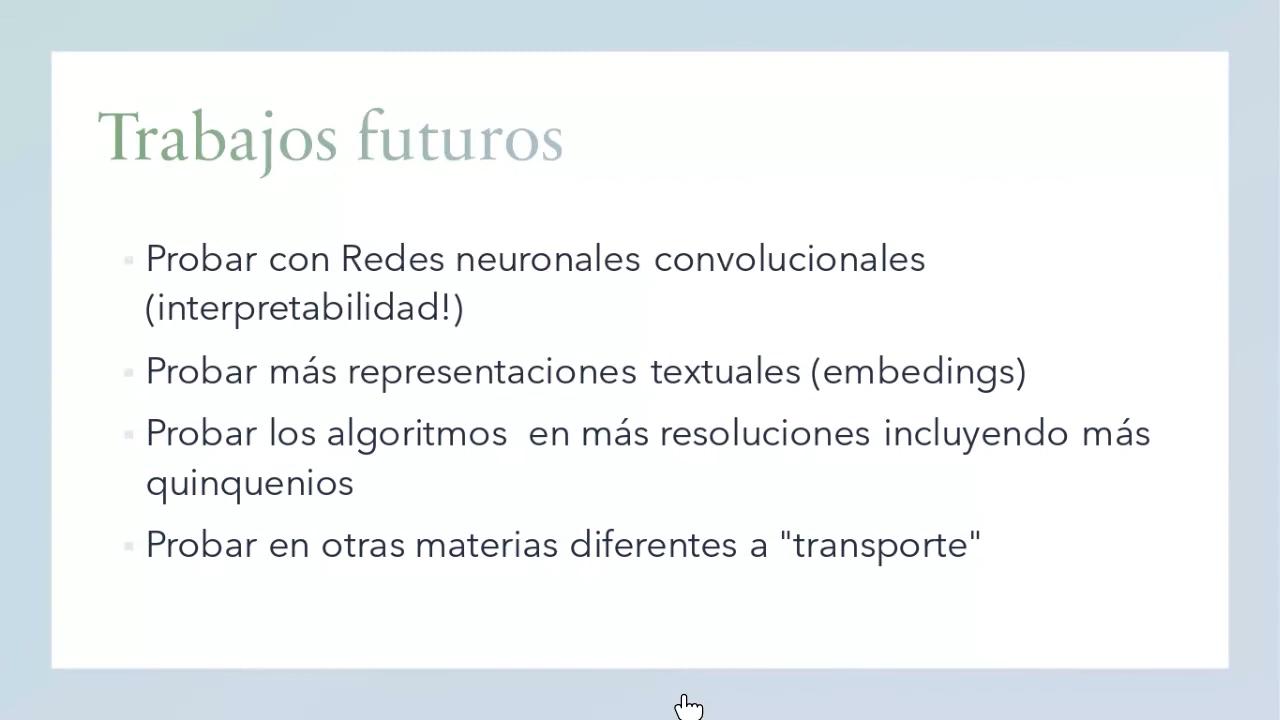 Trabajos futuros
Probar con Redes neuronales convolucionales
(interpretabilidad!)
Probar más representaciones textuales (embedings)
Probar los algoritmos  en más resoluciones incluyendo más
quinquenios
Probar en otras materias diferentes a "transporte"